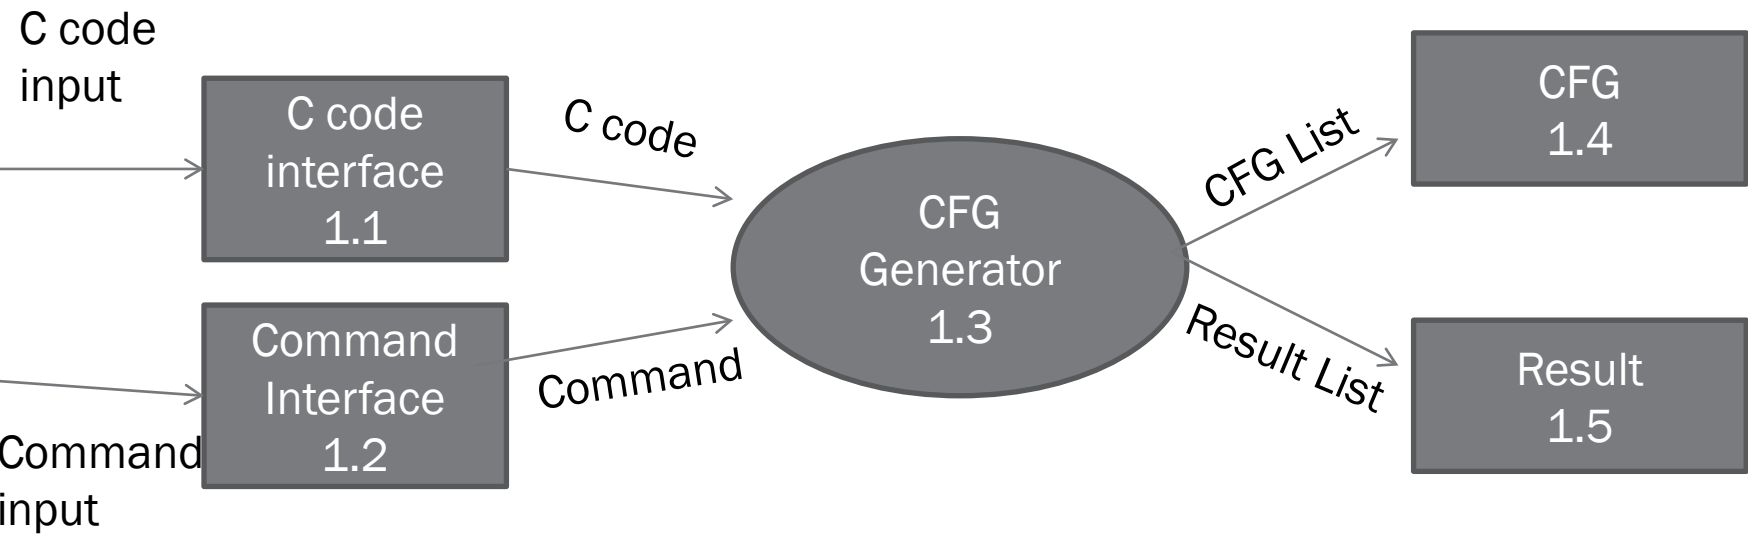 C code
input
C code
interface
1.1
C code
Command
Interface
1.2
Command
input
Command
CFG
Generator
1.3
CFG List
Result List
CFG
1.4
Result
1.5